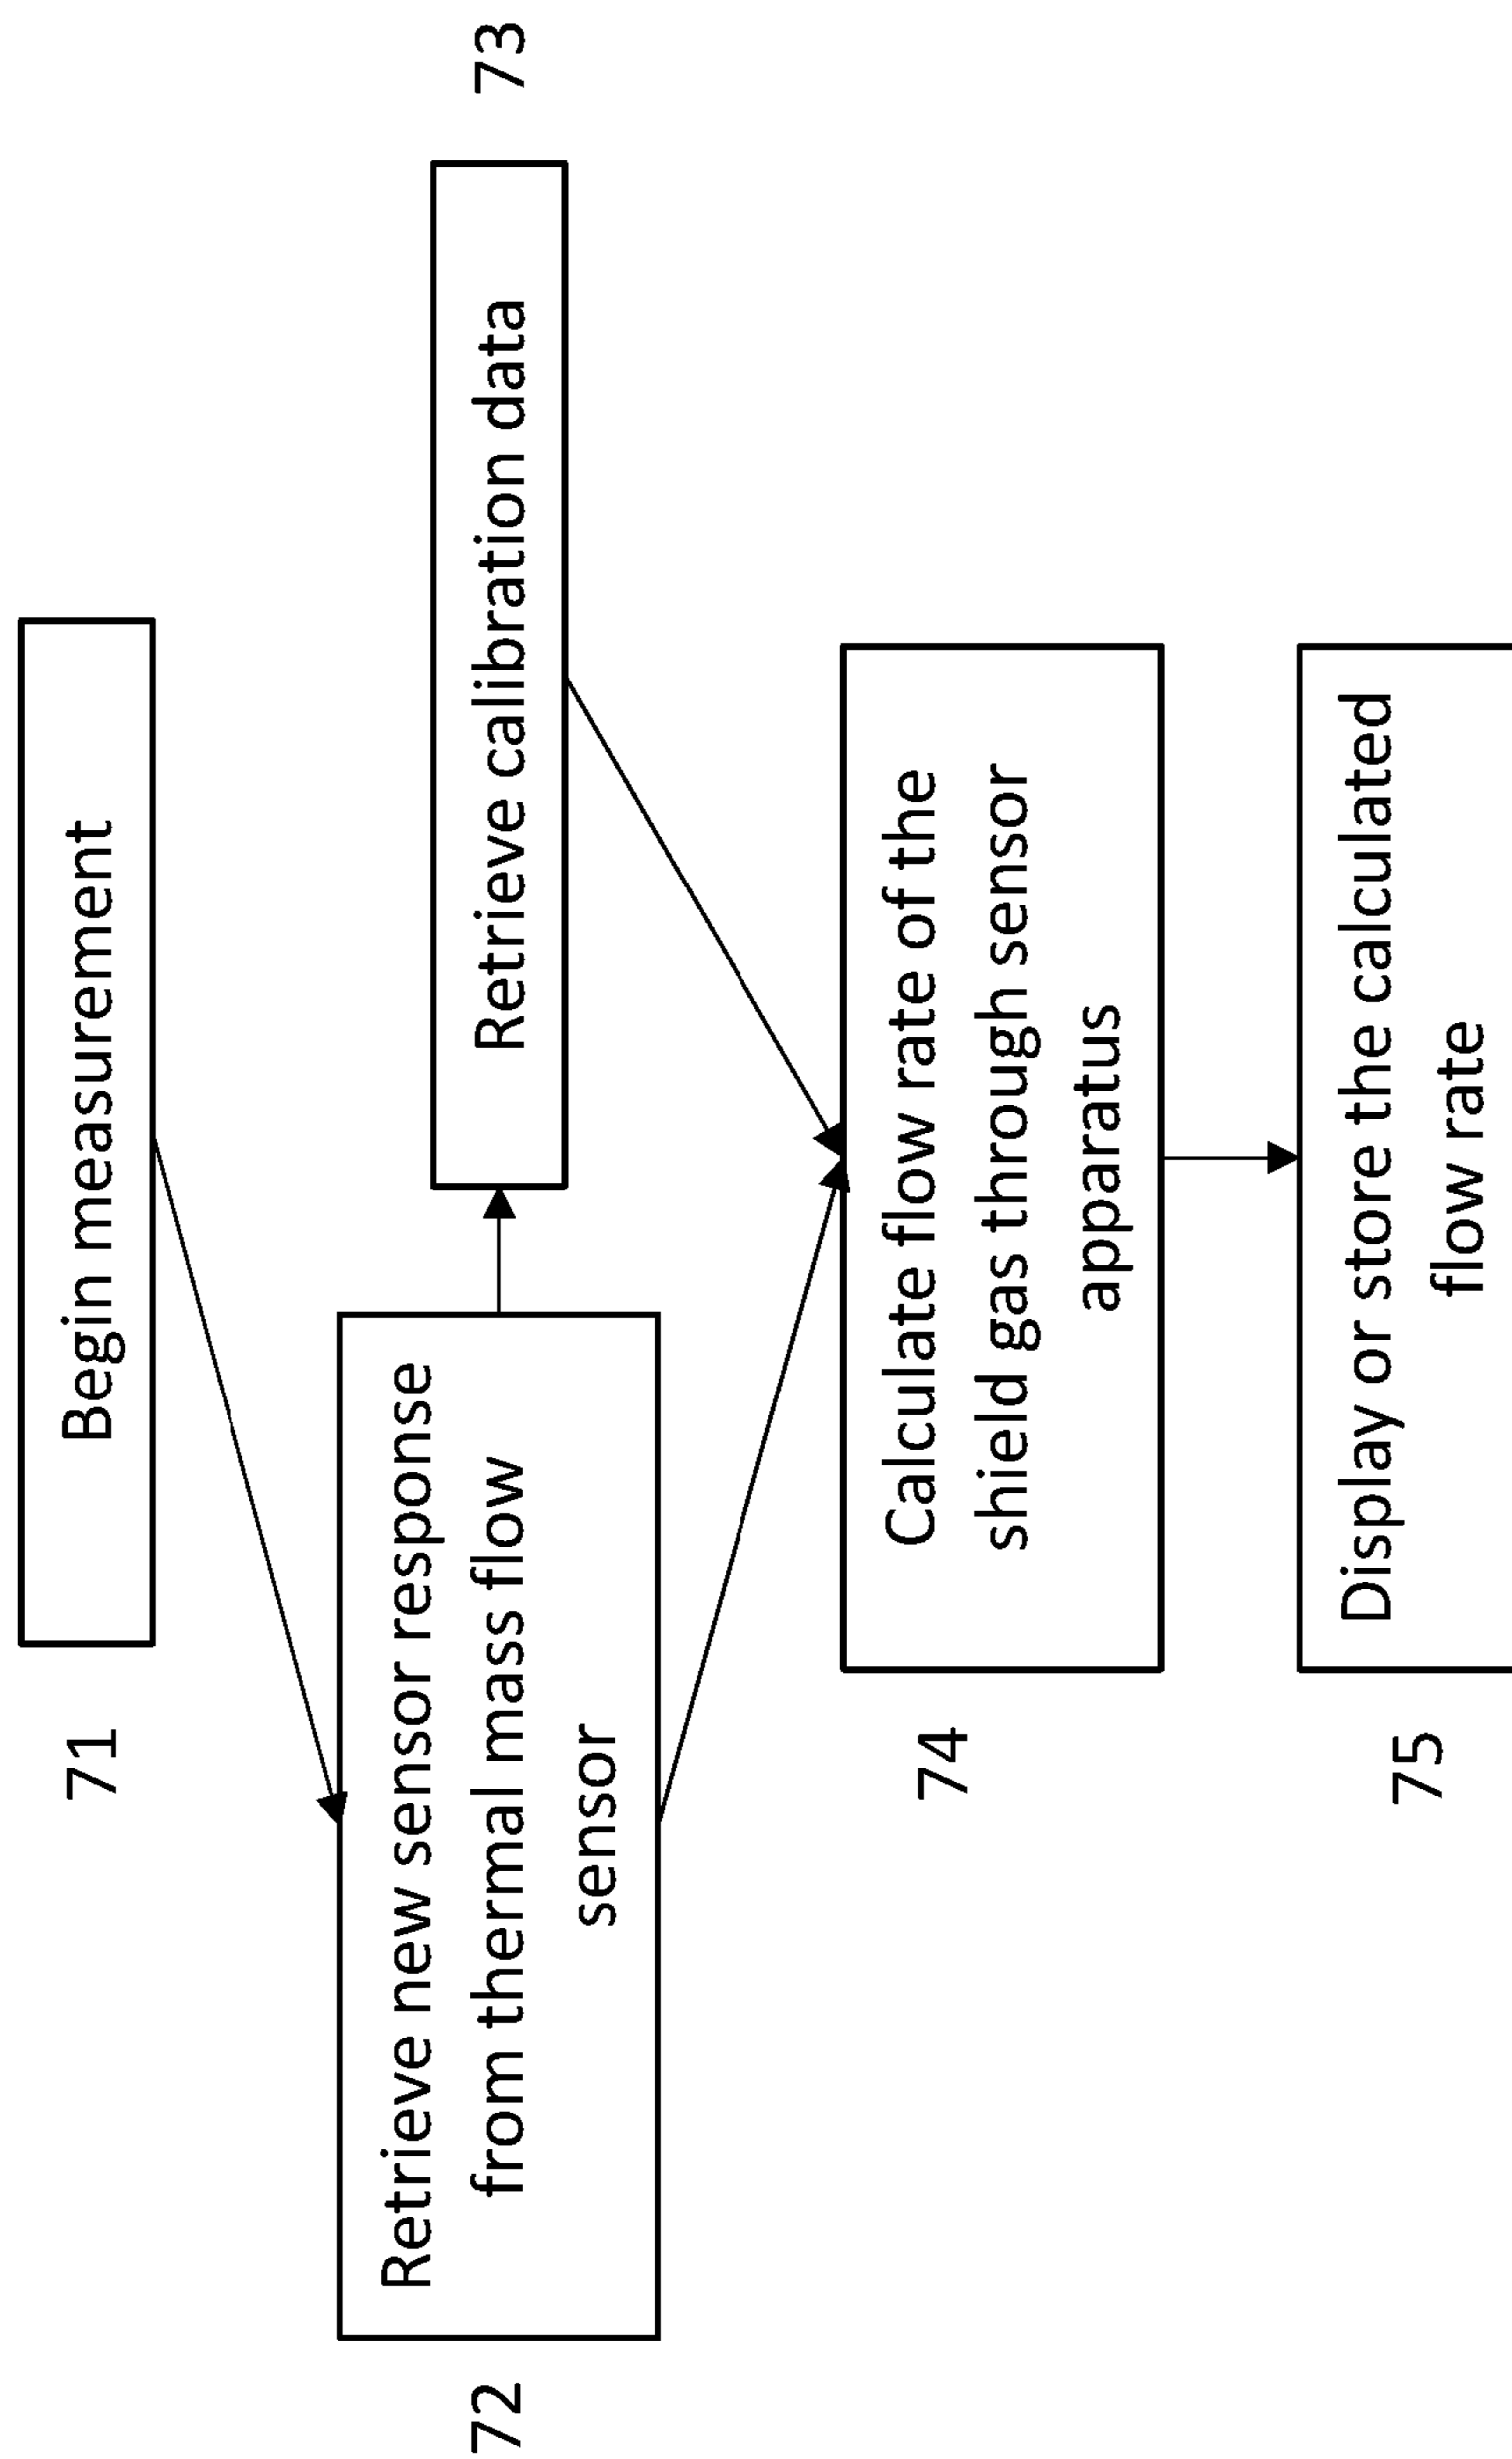 71
Begin measurement
72
Retrieve new sensor response
from thermal mass flow
sensor
Retrieve calibration data
73
74
Calculate flow rate of the
shield gas through sensor
apparatus
75
Display or store the calculated
flow rate